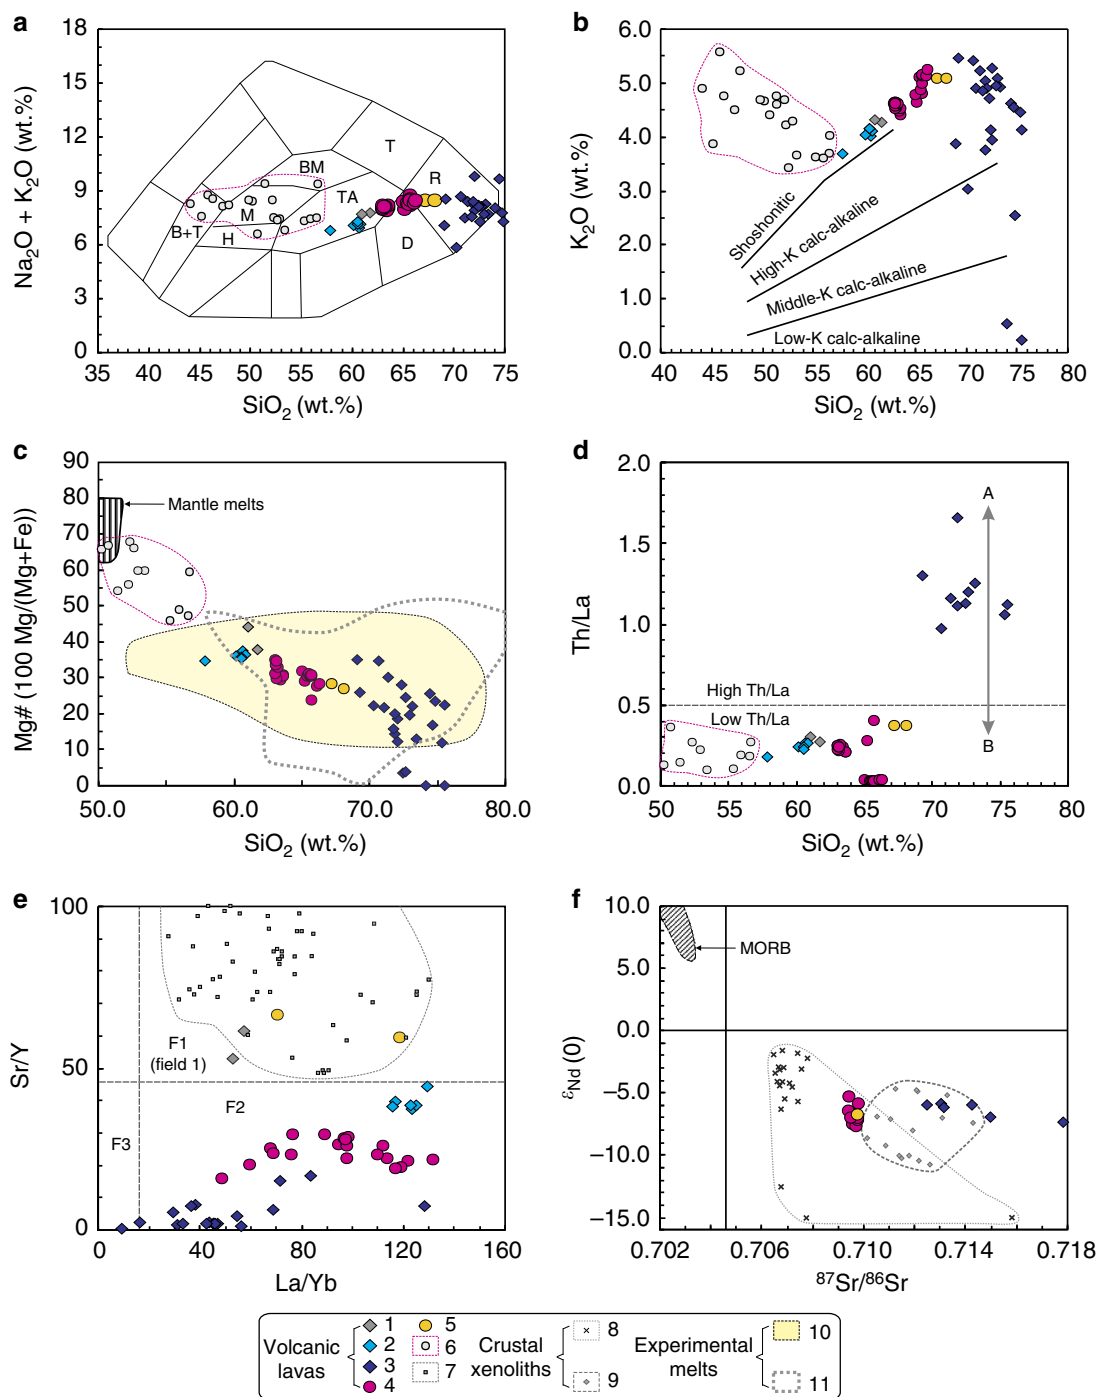 a
18
15
12
9
6
3
0
Na2O + K2O (wt.%)
T
BM
R
TA
M
B+T
H
D
35 40 45 50 55 60 65 70 75
SiO2 (wt.%)
b
6.0
5.0
4.0
3.0
2.0
1.0
0.0
K2O (wt.%)
Shoshonitic
High-K calc-alkaline
Middle-K calc-alkaline
Low-K calc-alkaline
40 45 50 55 60 65 70 75 80
SiO2 (wt.%)
c
90
80
70
60
50
40
30
20
10
0
Mg# (100 Mg/(Mg+Fe))
Mantle melts
50.0 60.0 70.0 80.0
SiO2 (wt.%)
d
2.0
1.5
1.0
0.5
0.0
Th/La
A
High Th/La
Low Th/La
B
50 55 60 65 70 75 80
SiO2 (wt.%)
e
100
50
0
Sr/Y
F1
(field 1)
F2
F3
0 40 80 120 160
La/Yb
f
10.0
5.0
0.0
−5.0
−10.0
−15.0
εNd (0)
MORB
0.702 0.706 0.710 0.714 0.718
87Sr/86Sr
Volcanic lavas
1
2
3
4
5
6
7
Crustal xenoliths
8
9
Experimental melts
10
11